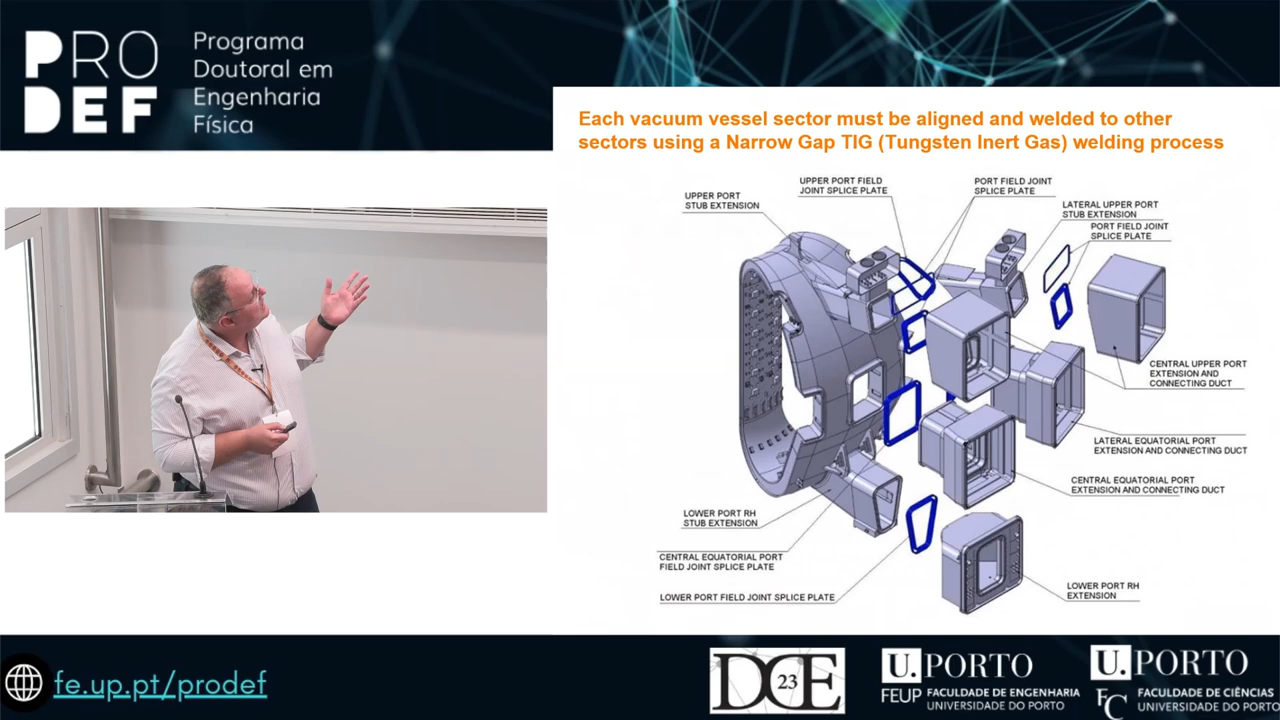 PRO
DEF
Programa
Doutoral em
Engenharia
Física
Each vacuum vessel sector must be aligned and welded to other
sectors using a Narrow Gap TIG (Tungsten Inert Gas) welding process
UPPER PORT
STUB EXTENSION
UPPER PORT FIELD
JOINT SPLICE PLATE
PORT FIELD JOINT
SPLICE PLATE
LATERAL UPPER PORT
STUB EXTENSION
PORT FIELD JOINT
SPLICE PLATE
CENTRAL UPPER PORT
EXTENSION AND
CONNECTING DUCT
LATERAL EQUATORIAL PORT
EXTENSION AND CONNECTING DUCT
CENTRAL EQUATORIAL PORT
EXTENSION AND CONNECTING DUCT
LOWER PORT RH
STUB EXTENSION
CENTRAL EQUATORIAL PORT
FIELD JOINT SPLICE PLATE
LOWER PORT FIELD JOINT SPLICE PLATE
LOWER PORT RH
EXTENSION
fe.up.pt/prodef
DCE
23
U.PORTO
FEUP FACULDADE DE ENGENHARIA
UNIVERSIDADE DO PORTO
U.PORTO
FC FACULDADE DE CIÊNCIAS
UNIVERSIDADE DO PORTO